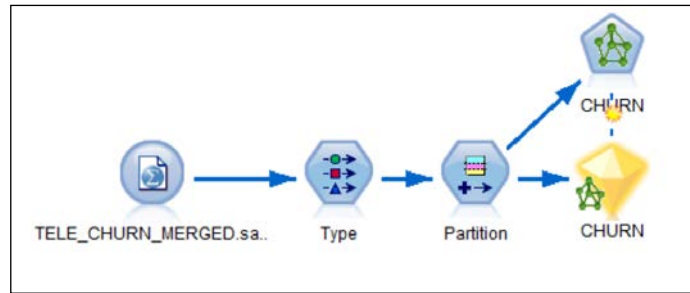 CHURN
TELE_CHURN_MERGED.sa..
Type
Partition
CHURN